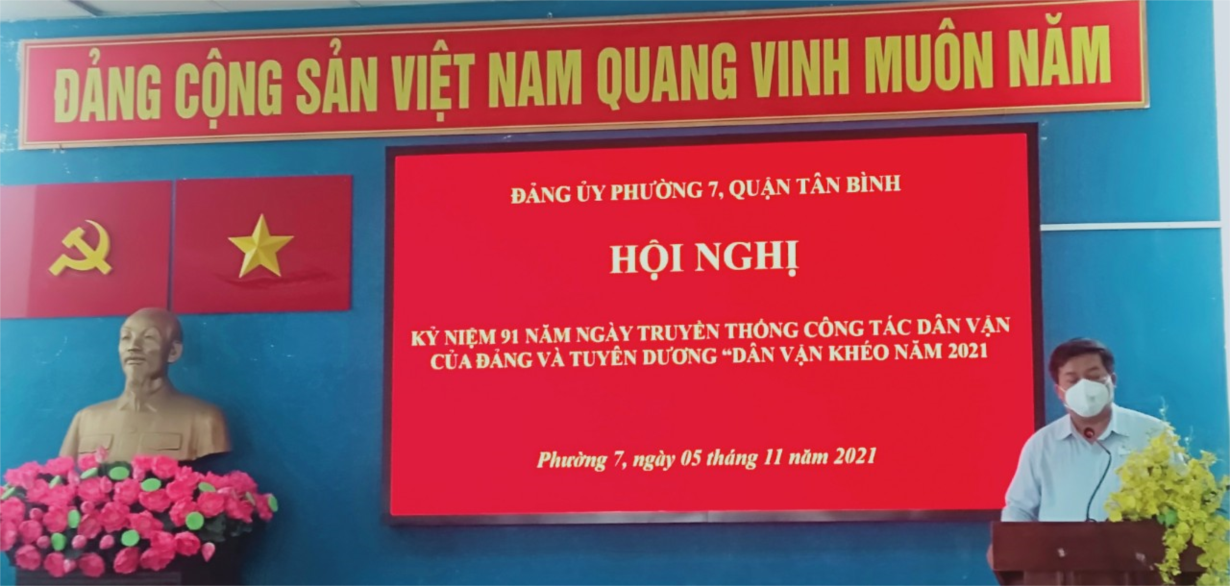 ĐẢNG CỘNG SẢN VIỆT NAM QUANG VINH MUÔN NĂM
ĐẢNG ỦY PHƯỜNG 7, QUẬN TÂN BÌNH
HỘI NGHỊ
KỶ NIỆM 91 NĂM NGÀY TRUYỀN THỐNG CÔNG TÁC DÂN VẬN
CỦA ĐẢNG VÀ TUYÊN DƯƠNG “DÂN VẬN KHÉO NĂM 2021
Phường 7, ngày 05 tháng 11 năm 2021